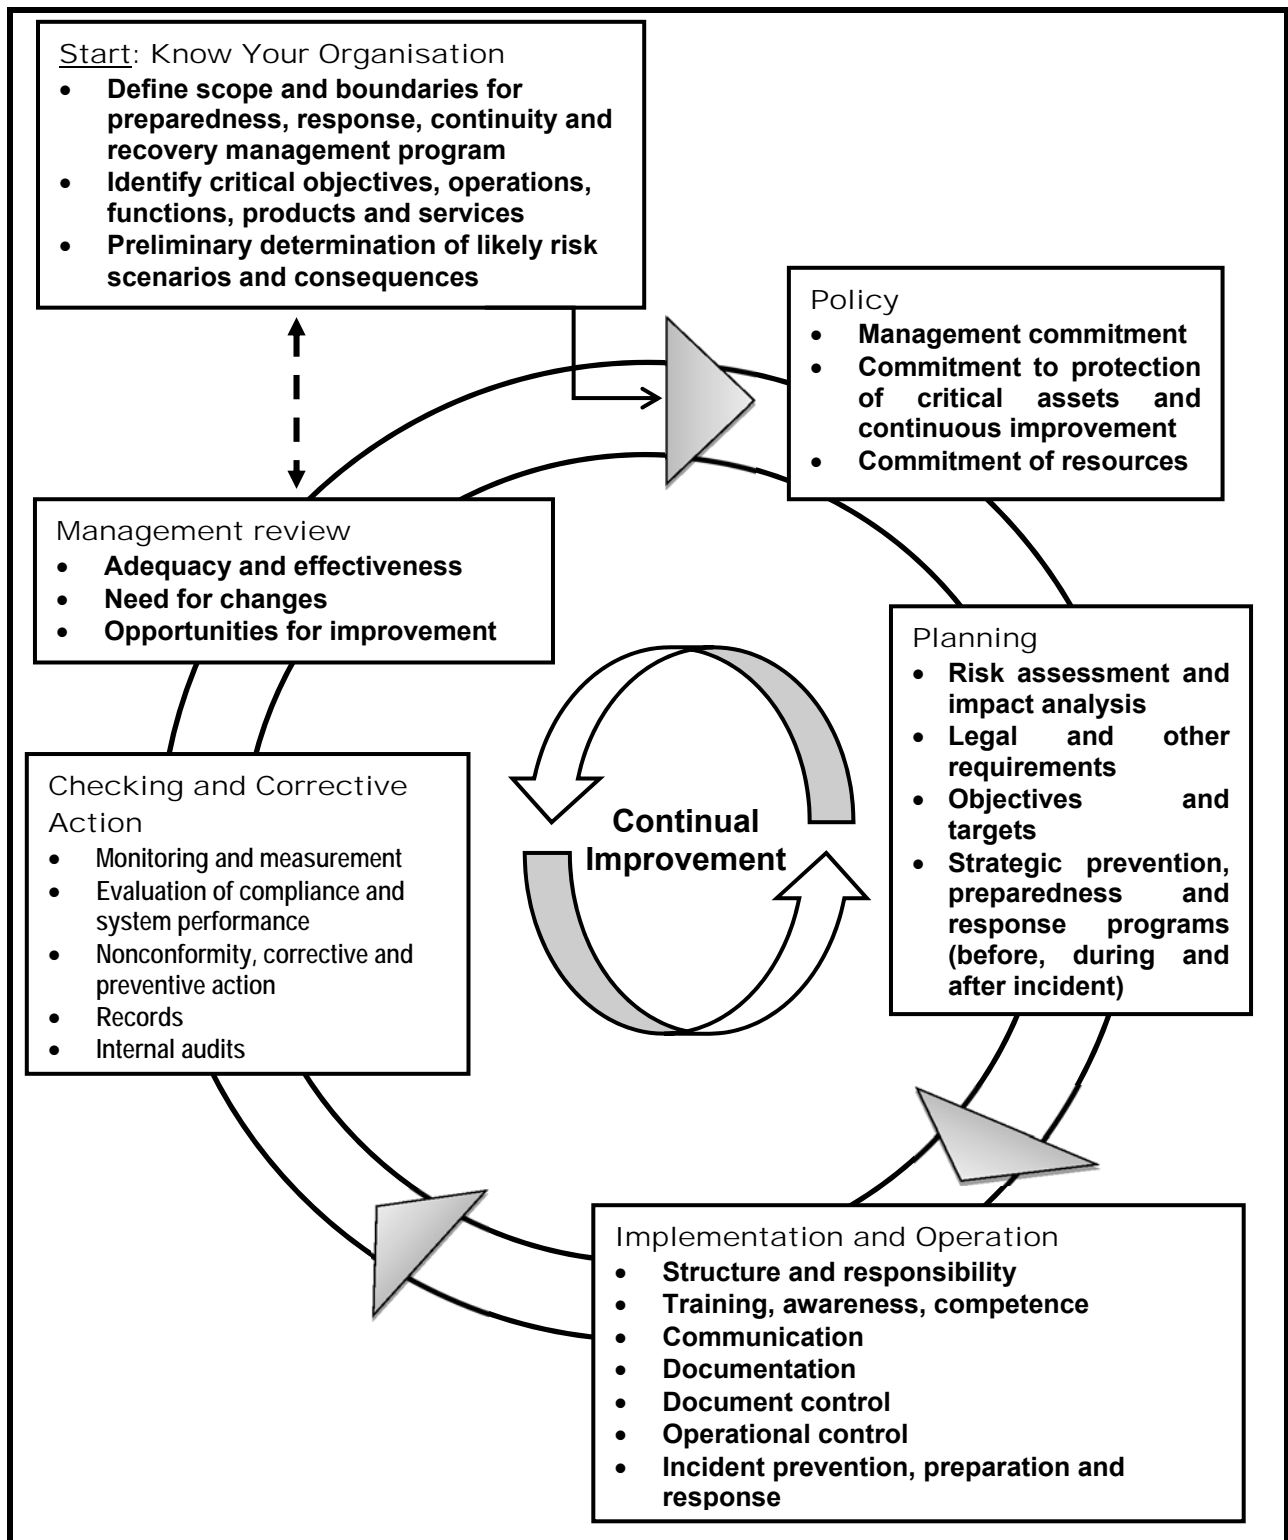 Start: Know Your Organisation
• Define scope and boundaries for
preparedness, response, continuity and
recovery management program
• Identify critical objectives, operations,
functions, products and services
• Preliminary determination of likely risk
scenarios and consequences
Policy
• Management commitment
• Commitment to protection
of critical assets and
continuous improvement
• Commitment of resources
Management review
• Adequacy and effectiveness
• Need for changes
• Opportunities for improvement
Planning
• Risk assessment and
impact analysis
• Legal and other
requirements
• Objectives and
targets
• Strategic prevention,
preparedness and
response programs
(before, during and
after incident)
Continual
Improvement
Checking and Corrective
Action
• Monitoring and measurement
• Evaluation of compliance and
system performance
• Nonconformity, corrective and
preventive action
• Records
• Internal audits
Implementation and Operation
• Structure and responsibility
• Training, awareness, competence
• Communication
• Documentation
• Document control
• Operational control
• Incident prevention, preparation and
response